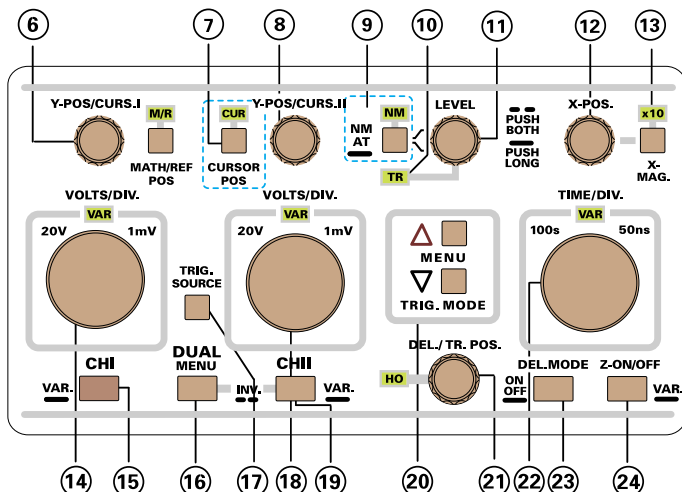 6 7 8 9 10 11 12 13
Y-POS/CURS.I
M/R
MATH/REF
POS
CUR
CURSOR
POS
Y-POS/CURS.II
NM
AT
NM
TR
LEVEL
PUSH
BOTH
PUSH
LONG
X-POS.
x10
X-
MAG.
VOLTS/DIV.
VAR
20V 1mV
TRIG.
SOURCE
VOLTS/DIV.
VAR
20V 1mV
MENU
TRIG. MODE
TIME/DIV.
VAR
100s 50ns
VAR.
CHI
DUAL
MENU
INV.
CHII
VAR.
DEL./ TR. POS.
HO
ON
OFF
DEL.MODE
Z-ON/OFF
VAR.
14 15 16 17 18 19 20 21 22 23 24